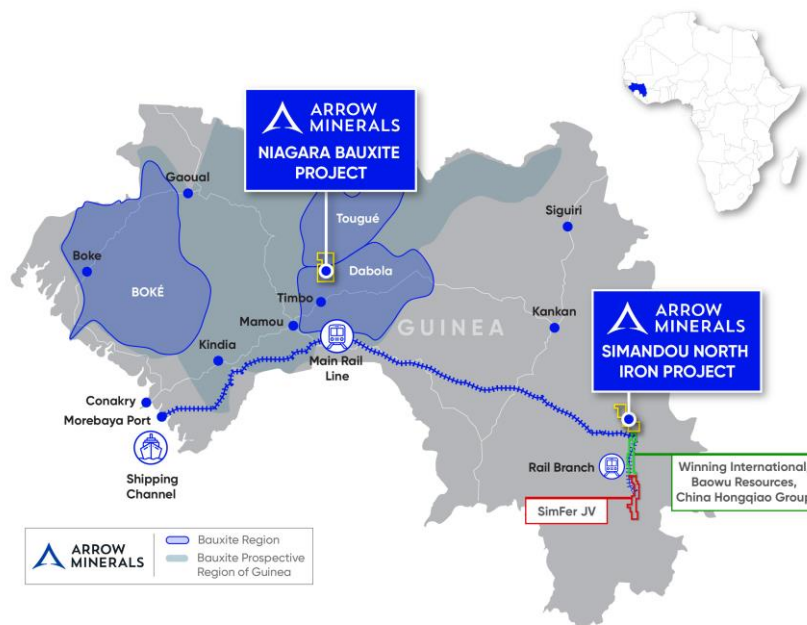 ARROW
MINERALS
NIAGARA BAUXITE
PROJECT
Gaoual
Tougué
Siguiri
Boke
BOKÉ
Dabola
Timbo
Mamou
GUINEA
Kankan
ARROW
MINERALS
SIMANDOU NORTH
IRON PROJECT
Kindia
Main Rail
Line
Conakry
Morebaya Port
Shipping
Channel
Rail Branch
Winning International,
Baowu Resources,
China Hongqiao Group
SimFer JV
ARROW
MINERALS
Bauxite Region
Bauxite Prospective
Region of Guinea